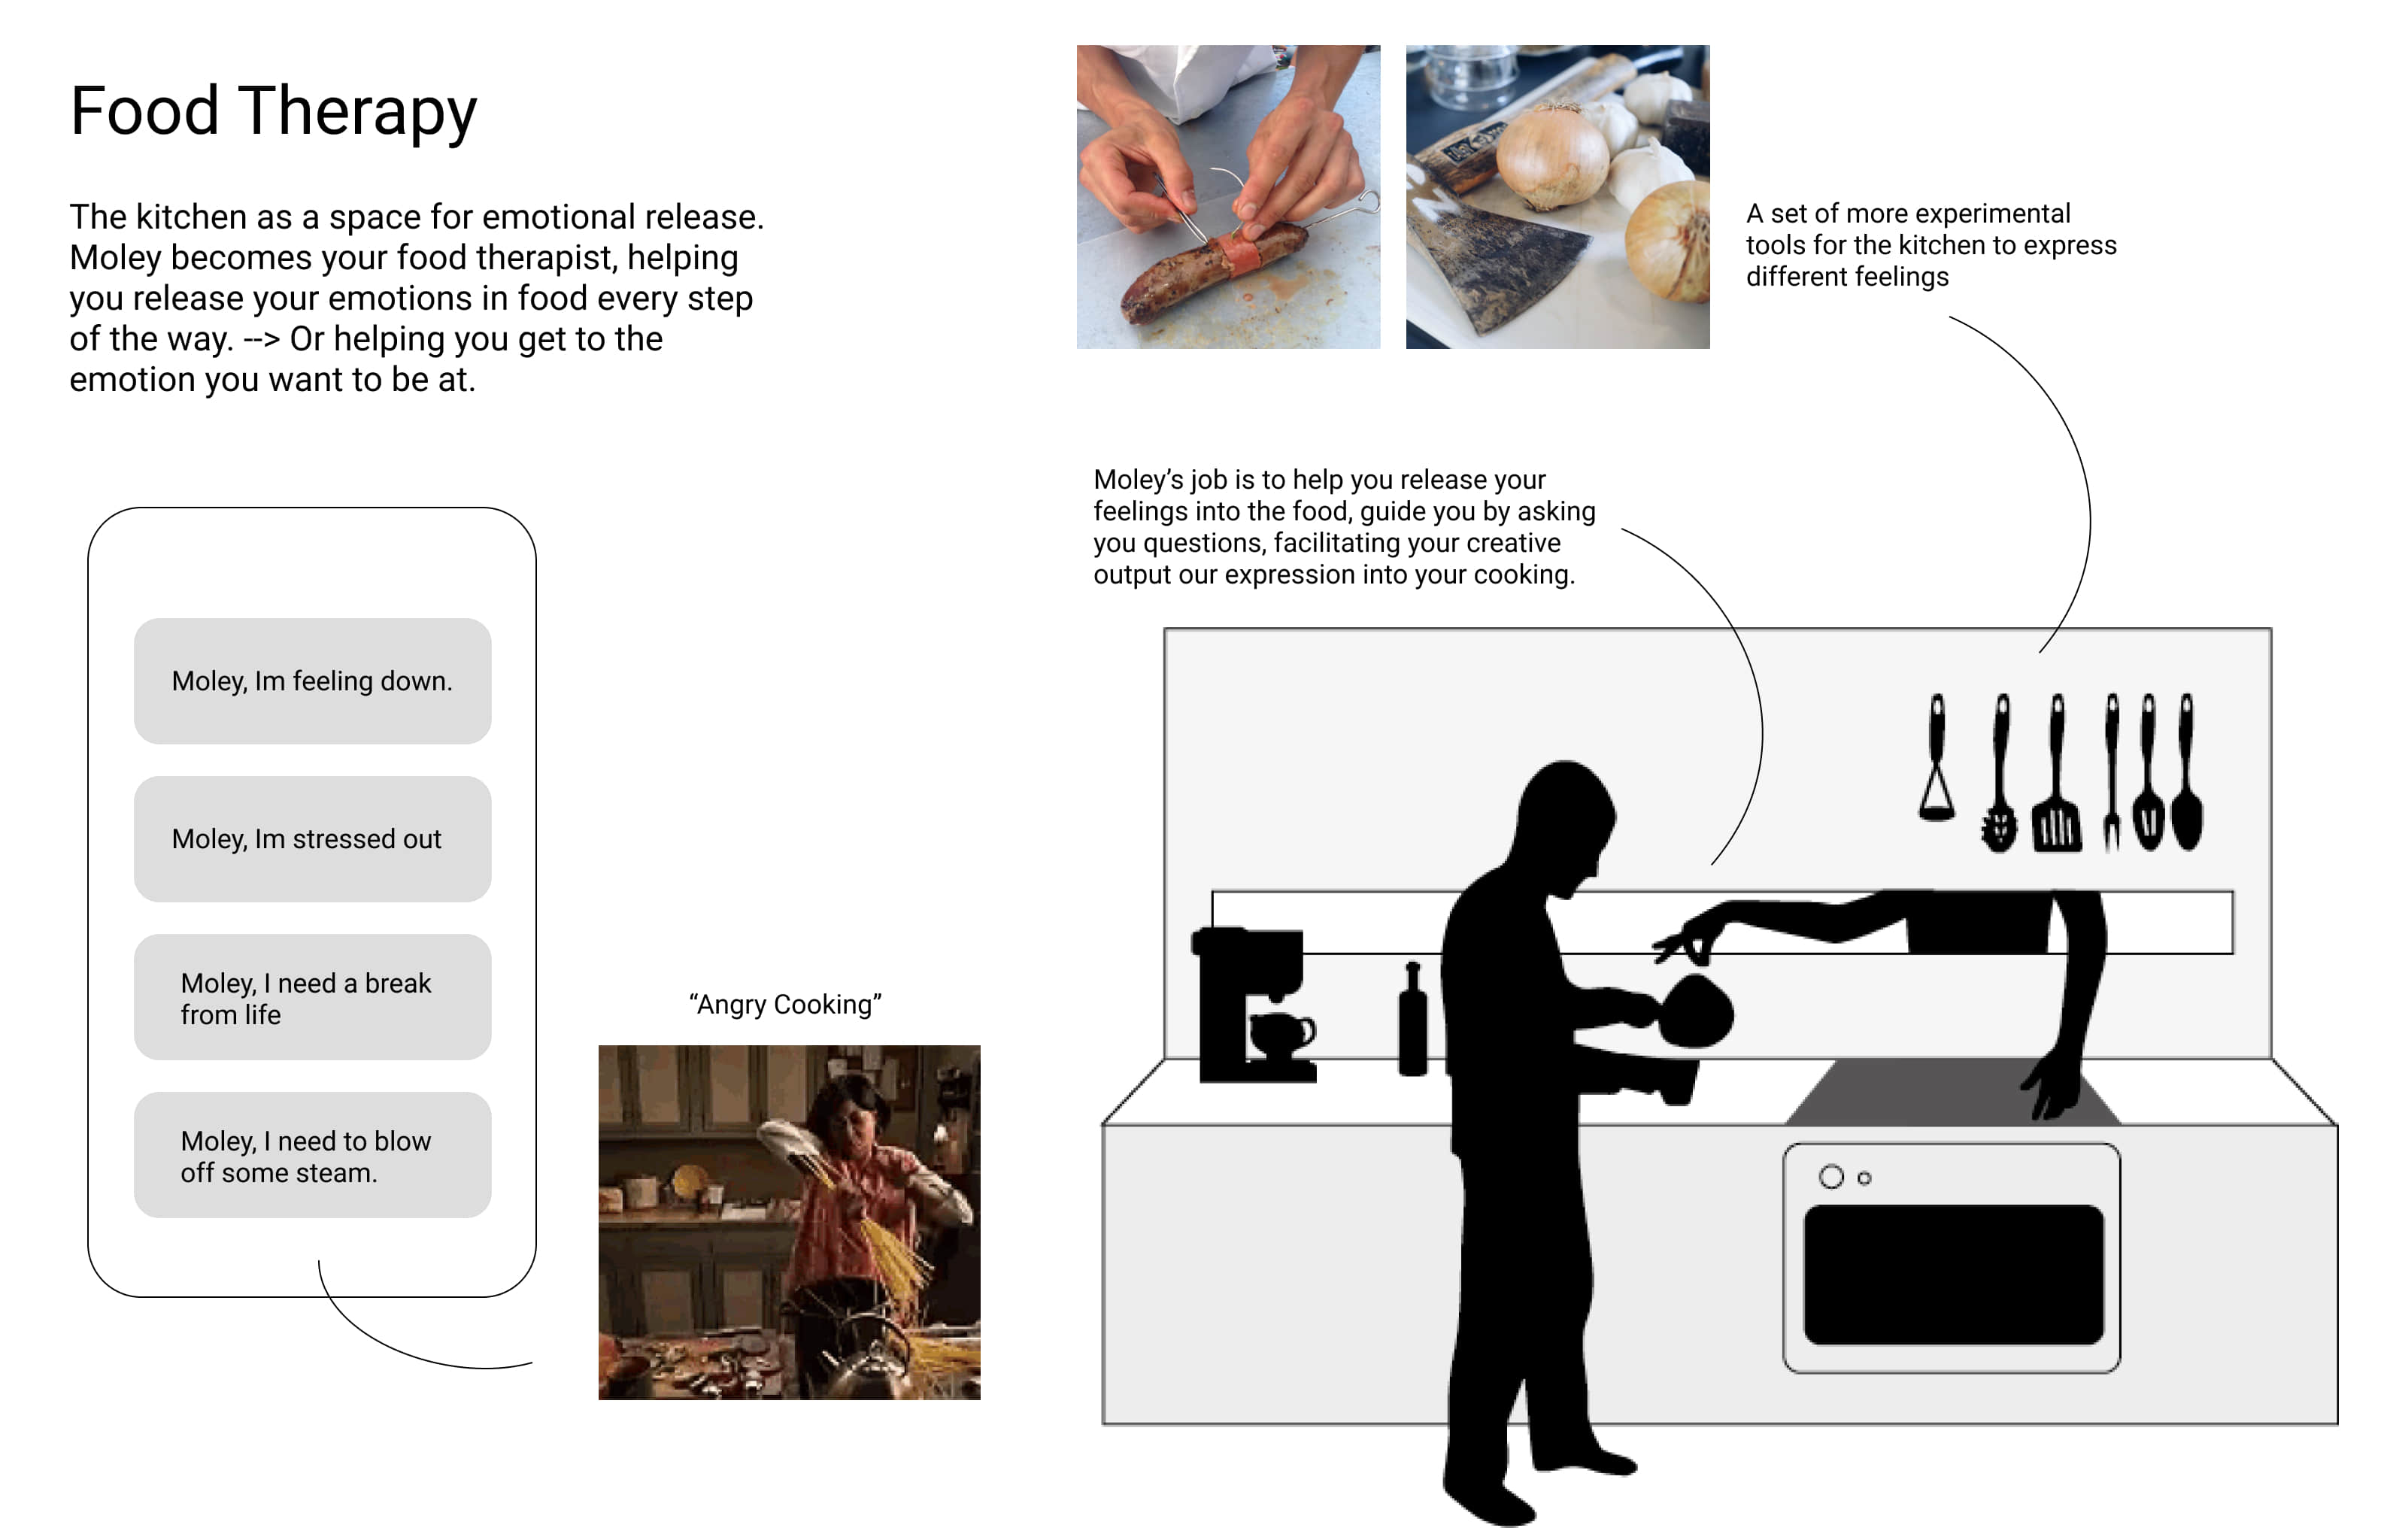 Food Therapy
The kitchen as a space for emotional release.
Moley becomes your food therapist, helping
you release your emotions in food every step
of the way. --> Or helping you get to the
emotion you want to be at.
A set of more experimental
tools for the kitchen to express
different feelings
Moley’s job is to help you release your
feelings into the food, guide you by asking
you questions, facilitating your creative
output our expression into your cooking.
Moley, Im feeling down.
Moley, Im stressed out
Moley, I need a break
from life
Moley, I need to blow
off some steam.
“Angry Cooking”